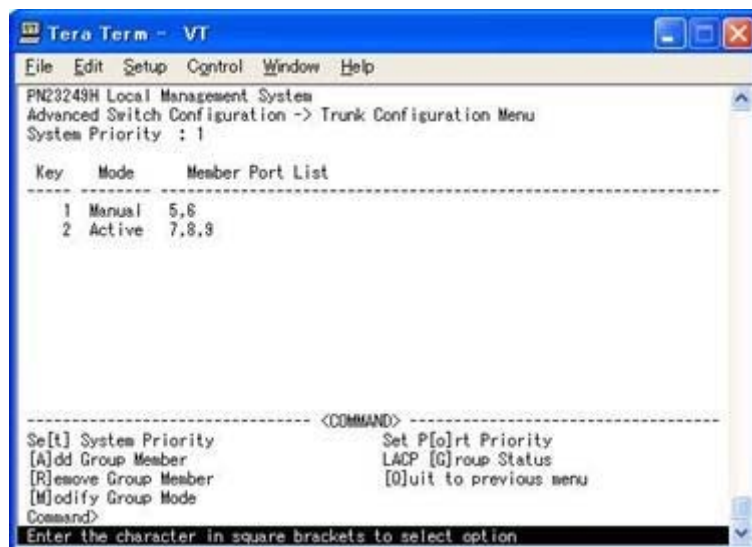 Tera Term - VT
File Edit Setup Control Window Help
PN23249H Local Management System
Advanced Switch Configuration -> Trunk Configuration Menu
System Priority : 1
Key Mode Member Port List
----- -------- --------------------------------------------------------
1 Manual 5,6
2 Active 7,8,9
------------------------------------ <COMMAND> ----------------------------------------
Se[t] System Priority Set P[o]rt Priority
[A]dd Group Member LACP [G]roup Status
[R]emove Group Member [Q]uit to previous menu
[M]odify Group Mode
Command>
Enter the character in square brackets to select option